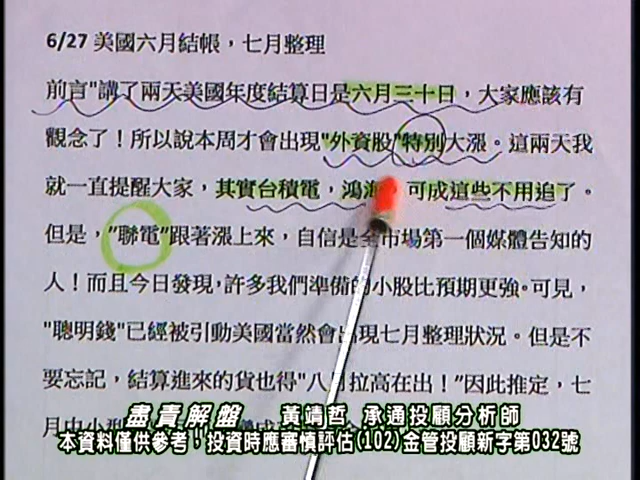 6/27 美國六月結帳，七月整理
前言"講了兩天美國年度結算日是六月三十日，大家應該有
觀念了！所以說本周才會出現"外資股"特別大漲。這兩天我
就一直提醒大家，其實台積電，鴻海 可成這些不用追了。
但是，"聯電"跟著漲上來，自信是全市場第一個媒體告知的
人！而且今日發現，許多我們準備的小股比預期更強。可見，
"聰明錢"已經被引動美國當然會出現七月整理狀況。但是不
要忘記，結算進來的貨也得"八月拉高在出！"因此推定，七
月中小型
盡責解盤 黃靖哲 承通投顧分析師
本資料僅供參考！投資時應審慎評估(102)金管投顧新字第032號